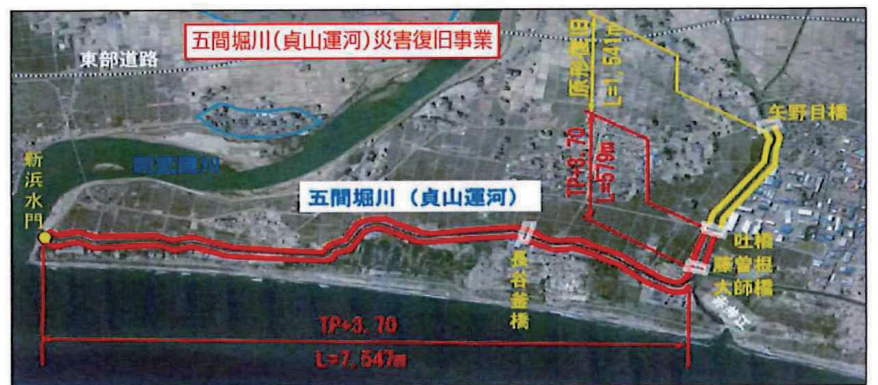 五間堀川(貞山運河)災害復旧事業
東部道路
原形復旧
L=1,541m
矢野目橋
新浜水門
TP+3.70
L=579m
五間堀川（貞山運河）
吐橋
藤曽根
大師橋
長谷釜橋
TP+3.70
L=7,547m